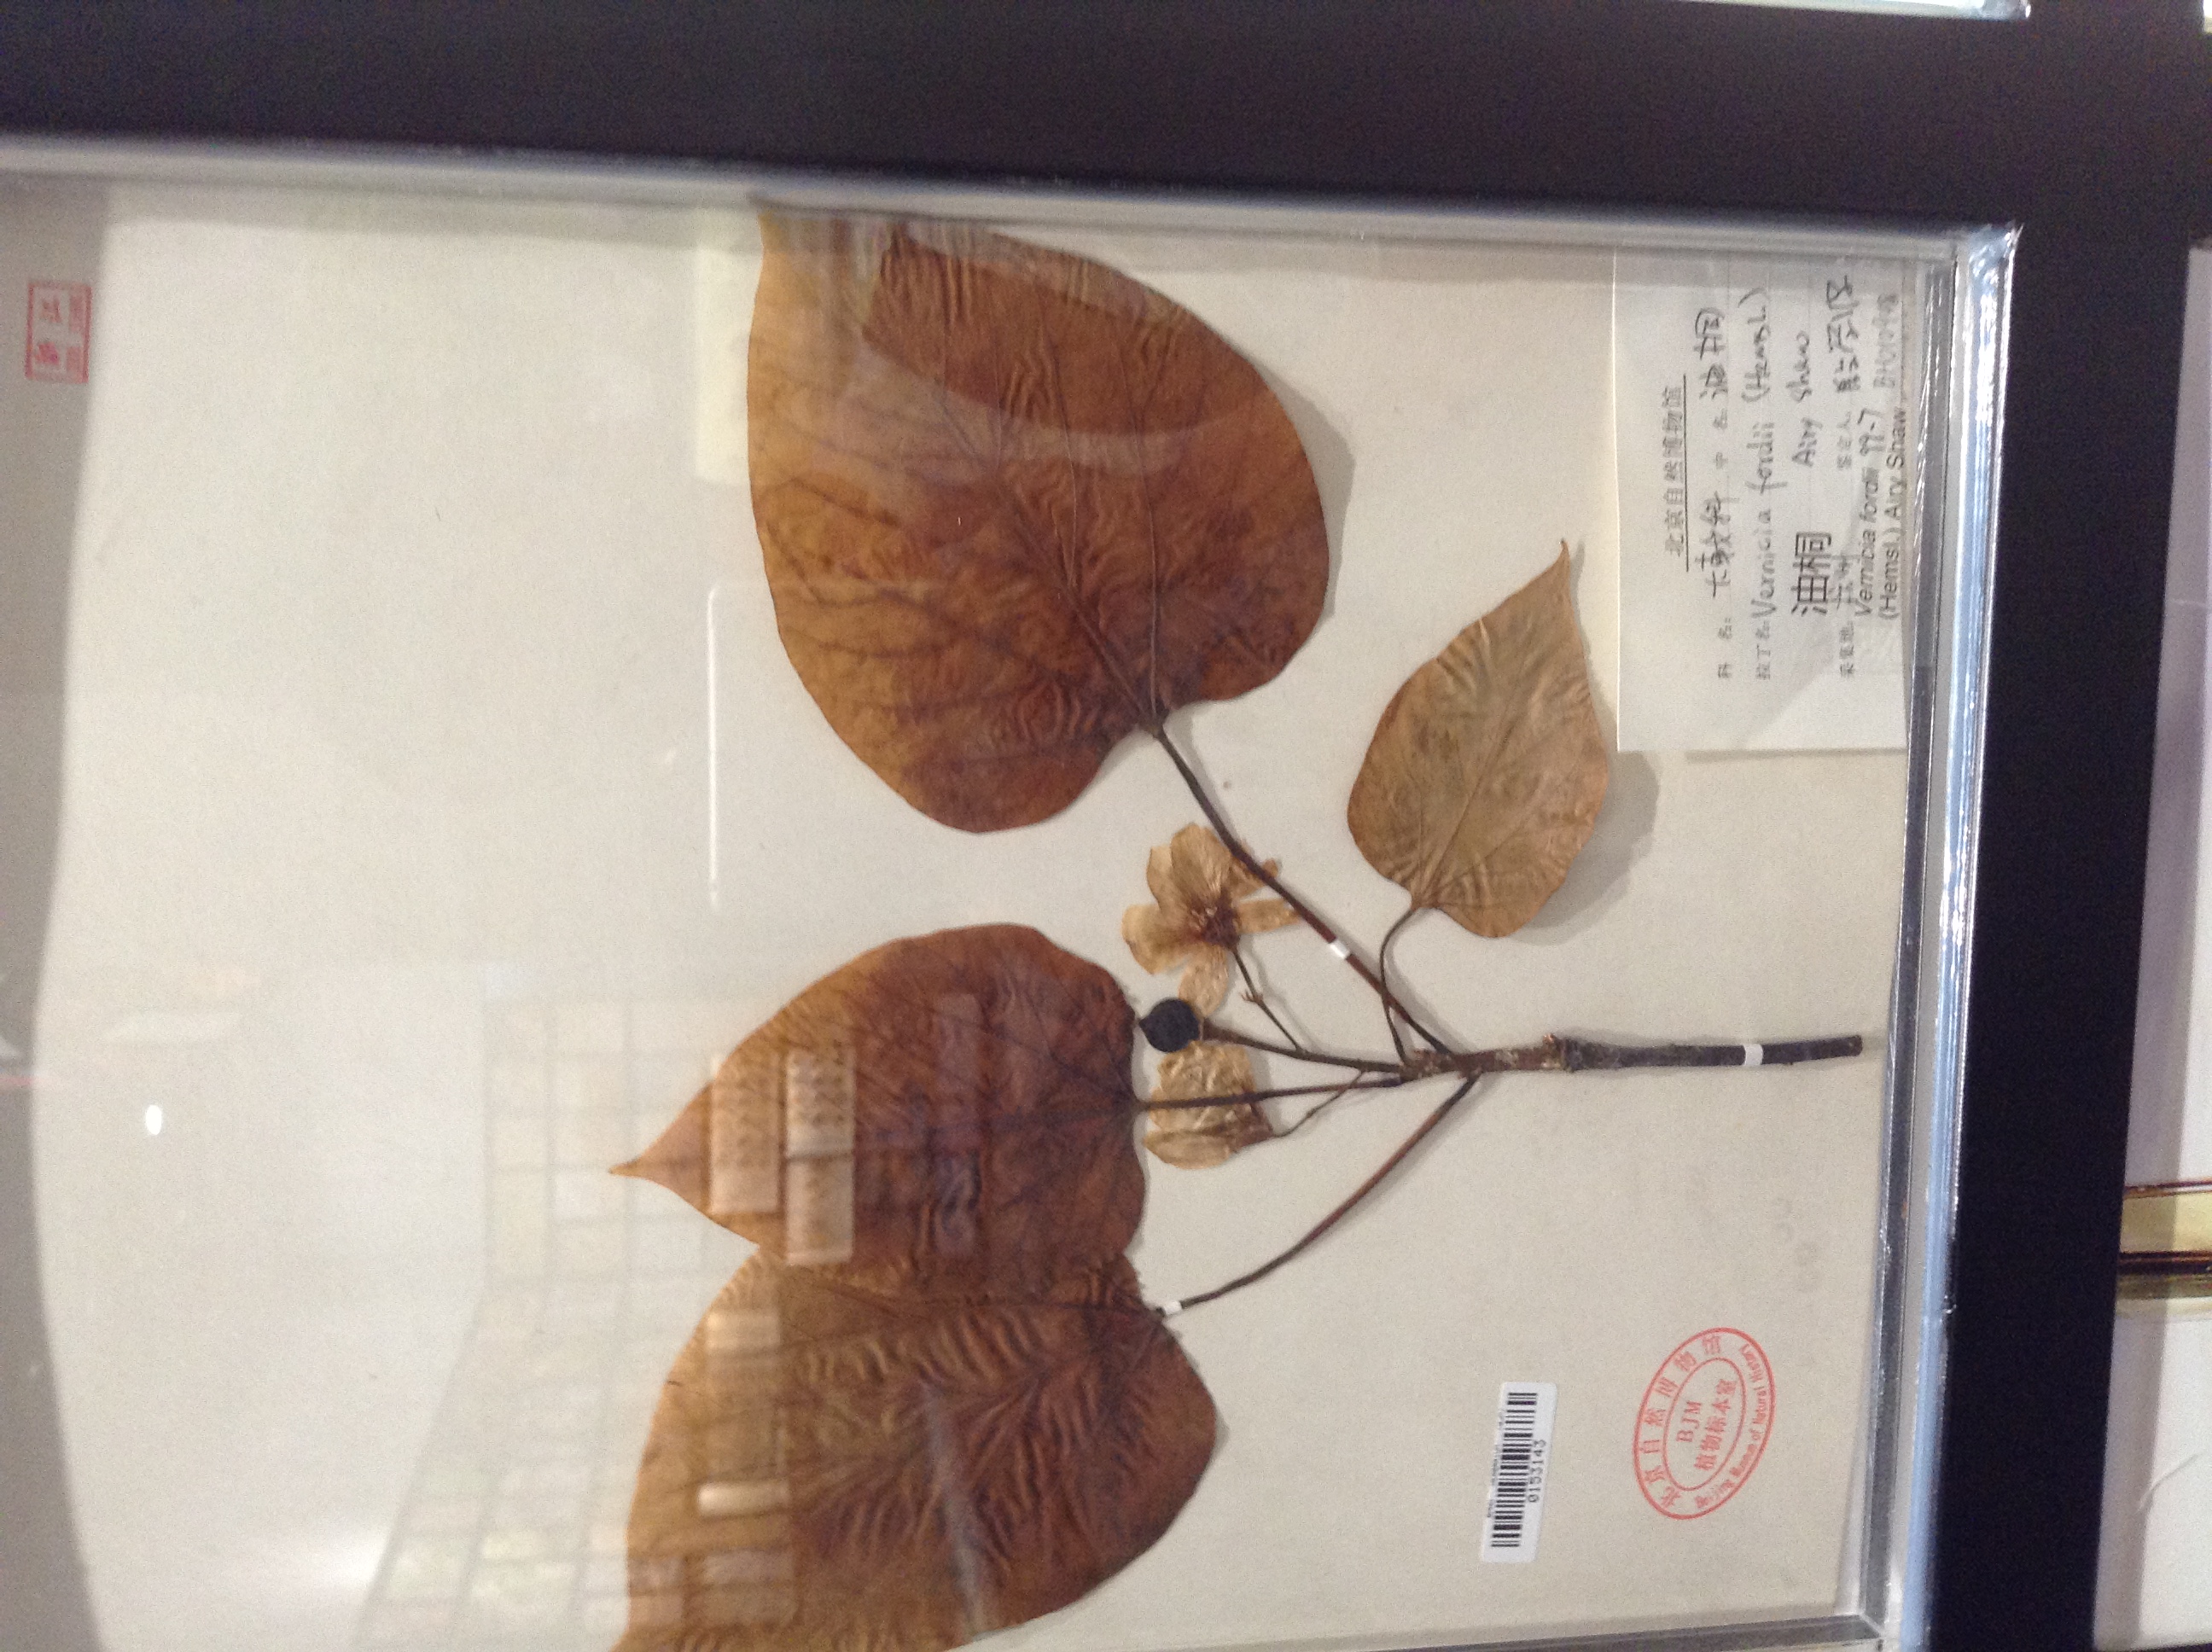 浙江
0153143
北京自然博物馆
BJM
植物标本室
Beijing Museum of Natural History
北京自然博物馆
科 名: 大戟科 中 名: 油桐
拉丁名: Vernicia fordii (Hemsl.)
油桐 Airy Shaw
采集地: 杭州 鉴定人:
Vernicia fordii 99-7
(Hemsl.) Airy Shaw